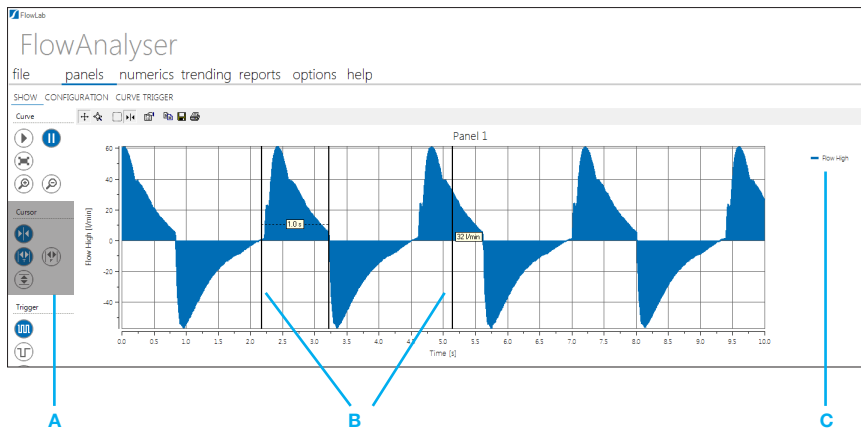 FlowLab
FlowAnalyser
file panels numerics trending reports options help
SHOW CONFIGURATION CURVE TRIGGER
Curve
Panel 1
Flow High
60
40
20
0
-20
-40
Flow High [l/min]
1.0 s
32 l/min
Cursor
Trigger
0.0 0.5 1.0 1.5 2.0 2.5 3.0 3.5 4.0 4.5 5.0 5.5 6.0 6.5 7.0 7.5 8.0 8.5 9.0 9.5 10.0
Time [s]
A B C